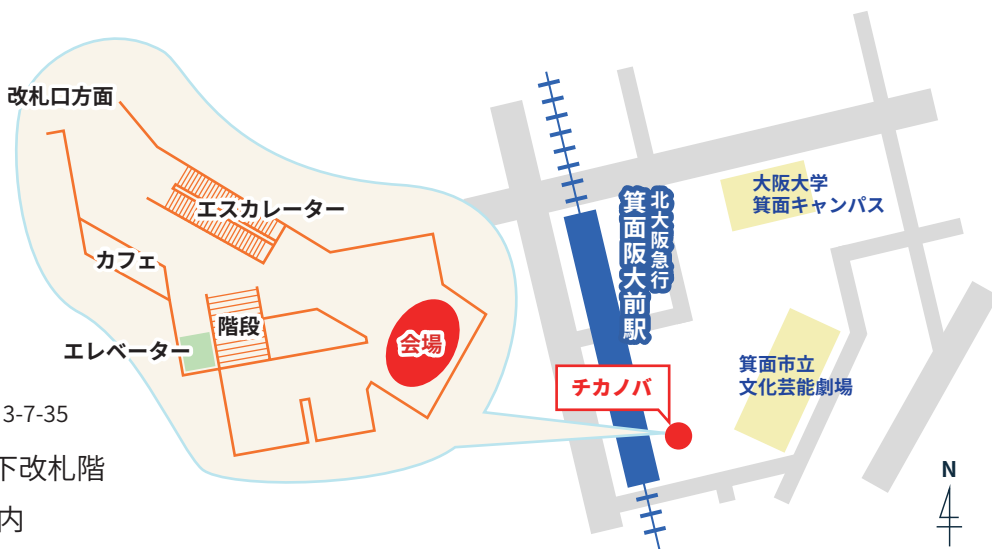 改札口方面
エスカレーター
カフェ
階段
エレベーター
会場
3-7-35
下改札階
内
北大阪急行
箕面阪大前駅
大阪大学
箕面キャンパス
箕面市立
文化芸能劇場
チカノバ
N